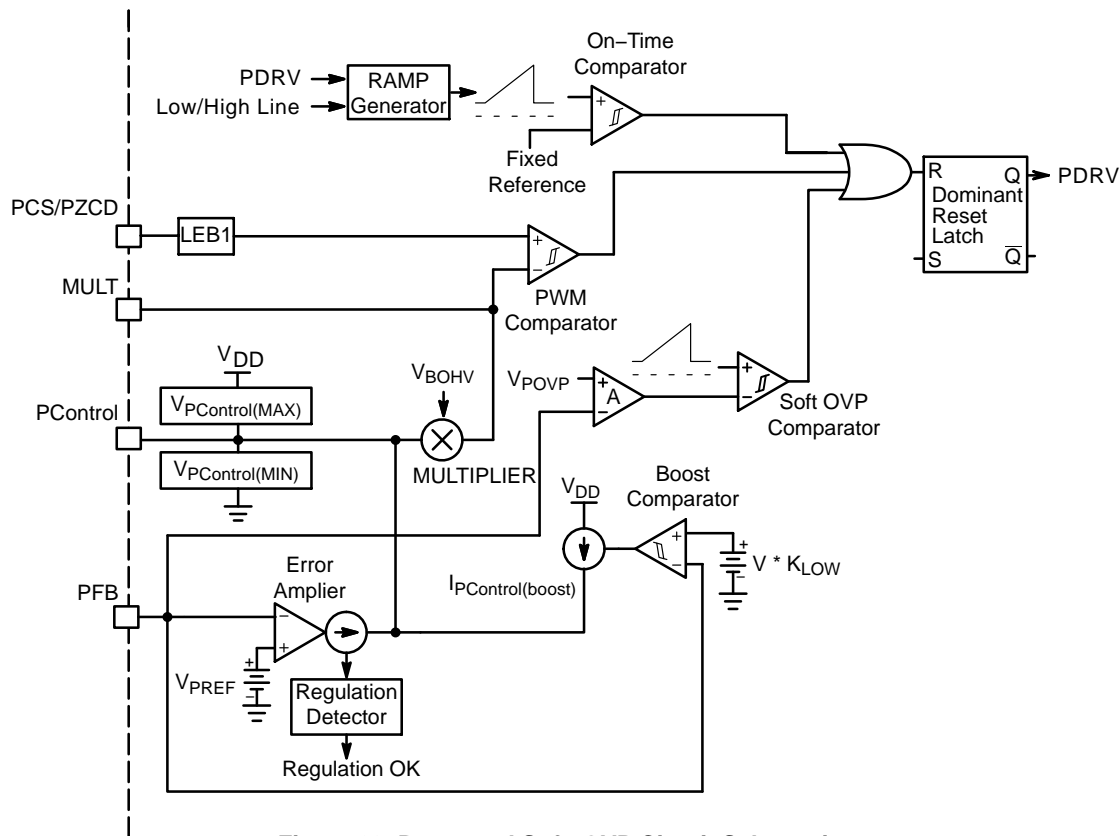 On−Time
Comparator
PDRV
Low/High Line
RAMP
Generator
+
Fixed
Reference
R
Q
Dominant
Reset
Latch
S
Q
PDRV
PCS/PZCD
LEB1
+
−
PWM
Comparator
MULT
VDD
VPControl(MAX)
PControl
VPControl(MIN)
VBOHV
MULTIPLIER
VPOVP
+
A
−
+
−
Soft OVP
Comparator
VDD
Boost
Comparator
+
−
+
−
V * KLOW
IPControl(boost)
PFB
Error
Amplier
−
+
+
−
VPREF
Regulation
Detector
Regulation OK